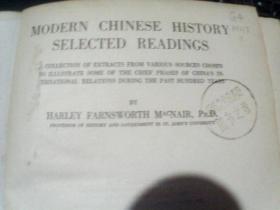 MODERN CHINESE HISTORY
SELECTED READINGS
COLLECTION OF EXTRACTS FROM VARIOUS SOURCES CHOSEN
TO ILLUSTRATE SOME OF THE CHIEF PHASES OF CHINA'S
INTERNATIONAL RELATIONS DURING THE PAST HUNDRED YEARS
BY
HARLEY FARNSWORTH MACNAIR, PH.D.
PROFESSOR OF HISTORY AND GOVERNMENT IN ST. JOHN'S UNIVERSITY